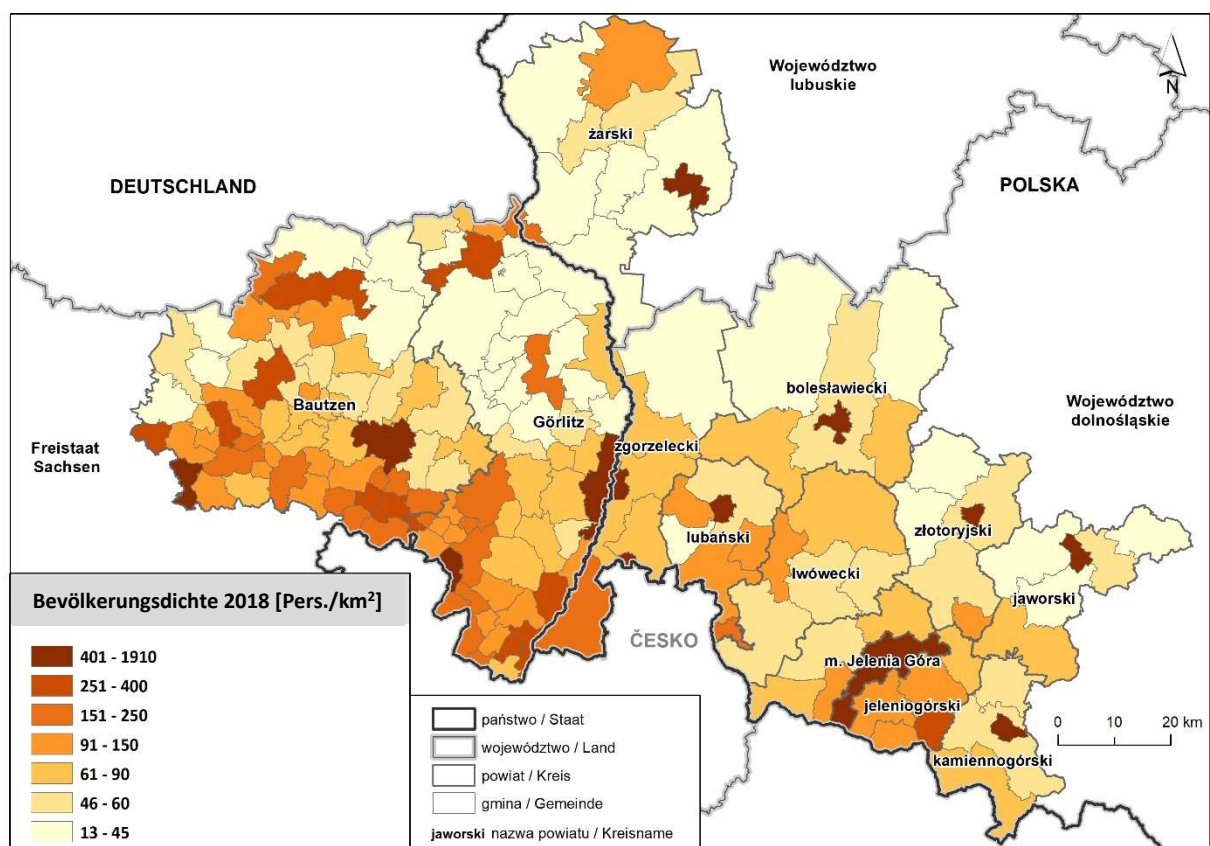 Województwo
lubuskie
N
żarski
DEUTSCHLAND
POLSKA
bolesławiecki
Województwo
dolnośląskie
Bautzen
Görlitz
zgorzelecki
Freistaat
Sachsen
złotoryjski
lubański
lwówecki
jaworski
ČESKO
m. Jelenia Góra
jeleniogórski
kamiennogórski
0 10 20 km
Bevölkerungsdichte 2018 [Pers./km²]
401 - 1910
251 - 400
151 - 250
91 - 150
61 - 90
46 - 60
13 - 45
państwo / Staat
województwo / Land
powiat / Kreis
gmina / Gemeinde
jaworski nazwa powiatu / Kreisname